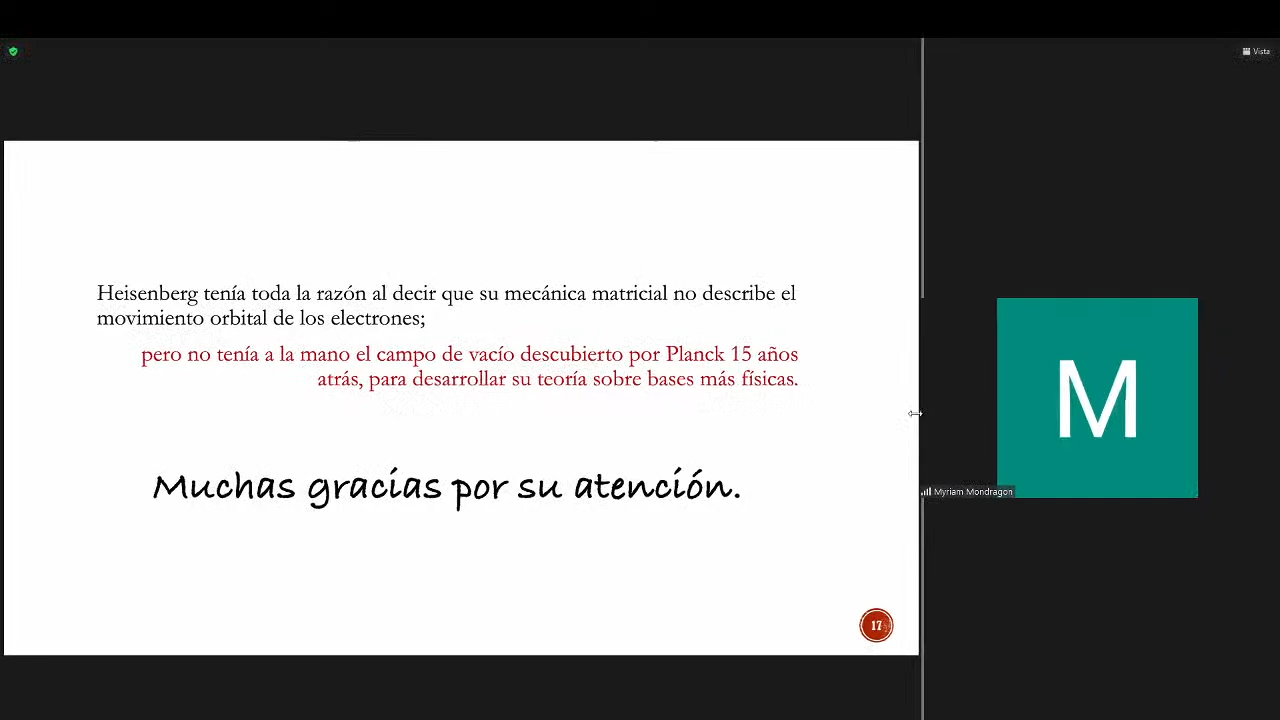 Vista
Heisenberg tenía toda la razón al decir que su mecánica matricial no describe el
movimiento orbital de los electrones;
pero no tenía a la mano el campo de vacío descubierto por Planck 15 años
atrás, para desarrollar su teoría sobre bases más físicas.
Muchas gracias por su atención.
17
M
Myriam Mondragon